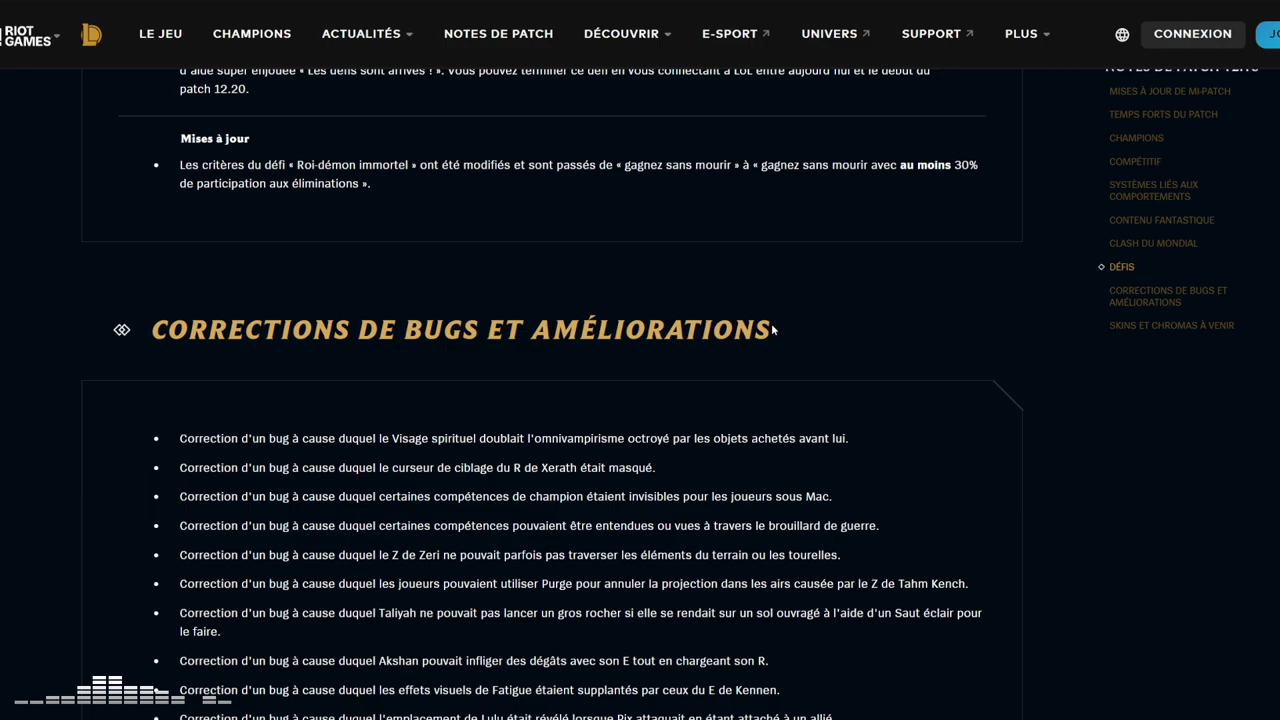 RIOT
GAMES
LE JEU
CHAMPIONS
ACTUALITÉS
NOTES DE PATCH
DÉCOUVRIR
E-SPORT
UNIVERS
SUPPORT
PLUS
CONNEXION
d'aide super enjouée « Les défis sont arrivés ! ». Vous pouvez terminer ce défi en vous connectant à LoL entre aujourd'hui et le début du
patch 12.20.
Mises à jour
Les critères du défi « Roi-démon immortel » ont été modifiés et sont passés de « gagnez sans mourir » à « gagnez sans mourir avec au moins 30%
de participation aux éliminations ».
CORRECTIONS DE BUGS ET AMÉLIORATIONS
Correction d'un bug à cause duquel le Visage spirituel doublait l'omnivampirisme octroyé par les objets achetés avant lui.
Correction d'un bug à cause duquel le curseur de ciblage du R de Xerath était masqué.
Correction d'un bug à cause duquel certaines compétences de champion étaient invisibles pour les joueurs sous Mac.
Correction d'un bug à cause duquel certaines compétences pouvaient être entendues ou vues à travers le brouillard de guerre.
Correction d'un bug à cause duquel le Z de Zeri ne pouvait parfois pas traverser les éléments du terrain ou les tourelles.
Correction d'un bug à cause duquel les joueurs pouvaient utiliser Purge pour annuler la projection dans les airs causée par le Z de Tahm Kench.
Correction d'un bug à cause duquel Taliyah ne pouvait pas lancer un gros rocher si elle se rendait sur un sol ouvragé à l'aide d'un Saut éclair pour
le faire.
Correction d'un bug à cause duquel Akshan pouvait infliger des dégâts avec son E tout en chargeant son R.
Correction d'un bug à cause duquel les effets visuels de Fatigue étaient supplantés par ceux du E de Kennen.
Correction d'un bug à cause duquel l'emplacement de Lulu était révélé lorsque Pix attaquait en étant attaché à un allié.
NOTES DE PATCH
MISES À JOUR DE MI-PATCH
TEMPS FORTS DU PATCH
CHAMPIONS
COMPÉTITIF
SYSTÈMES LIÉS AUX
COMPORTEMENTS
CONTENU FANTASTIQUE
CLASH DU MONDIAL
DÉFIS
CORRECTIONS DE BUGS ET
AMÉLIORATIONS
SKINS ET CHROMAS À VENIR